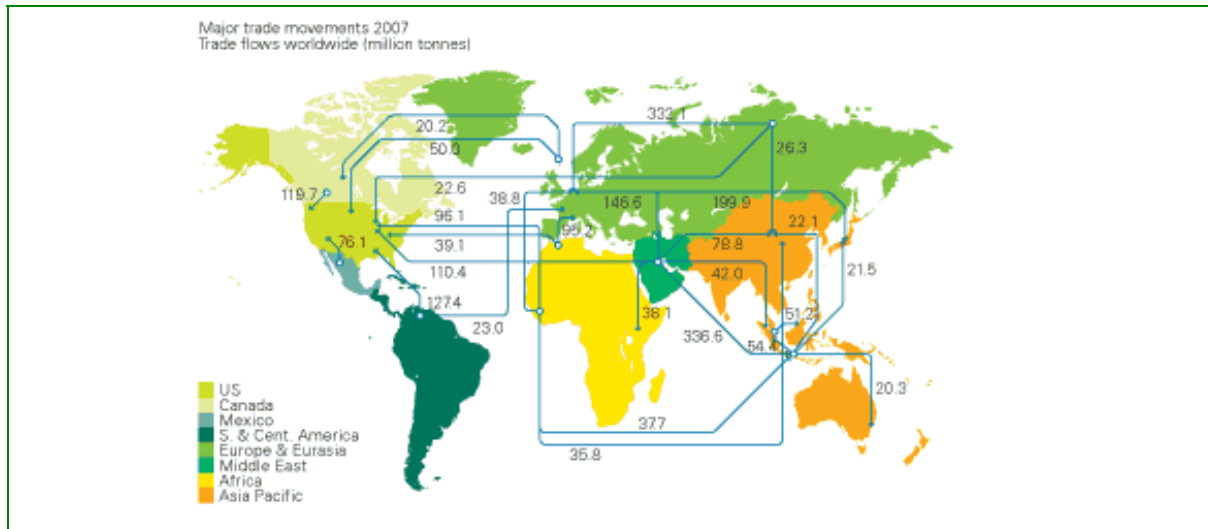 Major trade movements 2007
Trade flows worldwide (million tonnes)
20.2
332.1
50.0
26.3
119.7
22.6
38.8
146.6
199.9
96.1
22.1
76.1
39.1
78.8
110.4
42.0
21.5
127.4
38.1
51.2
23.0
336.6
54.4
20.3
37.7
35.8
US
Canada
Mexico
S. & Cent. America
Europe & Eurasia
Middle East
Africa
Asia Pacific